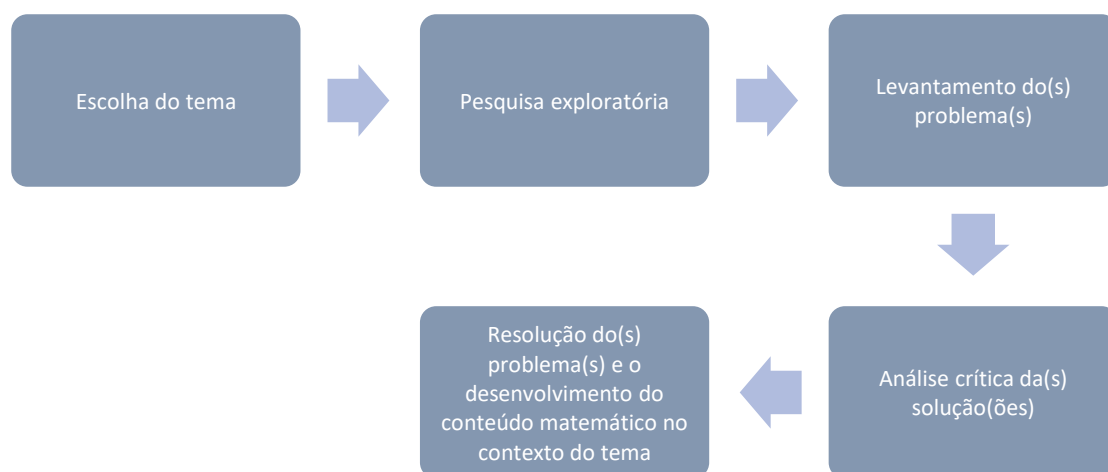 Escolha do tema
Pesquisa exploratória
Levantamento do(s)
problema(s)
Análise crítica da(s)
solução(ões)
Resolução do(s)
problema(s) e o
desenvolvimento do
conteúdo matemático no
contexto do tema